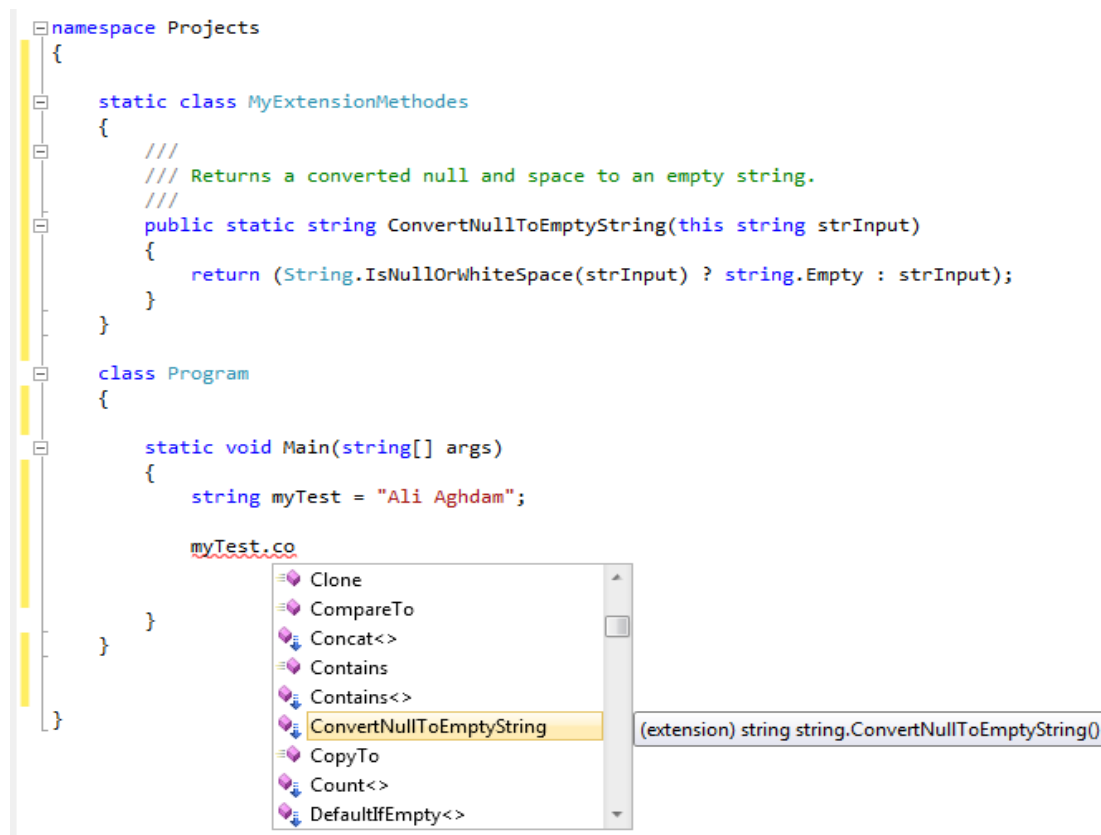 namespace Projects
{
static class MyExtensionMethodes
{
///
/// Returns a converted null and space to an empty string.
///
public static string ConvertNullToEmptyString(this string strInput)
{
return (String.IsNullOrWhiteSpace(strInput) ? string.Empty : strInput);
}
}
class Program
{
static void Main(string[] args)
{
string myTest = "Ali Aghdam";
myTest.co
Clone
CompareTo
Concat<>
Contains
Contains<>
ConvertNullToEmptyString
(extension) string string.ConvertNullToEmptyString()
CopyTo
Count<>
DefaultIfEmpty<>
}
}
}